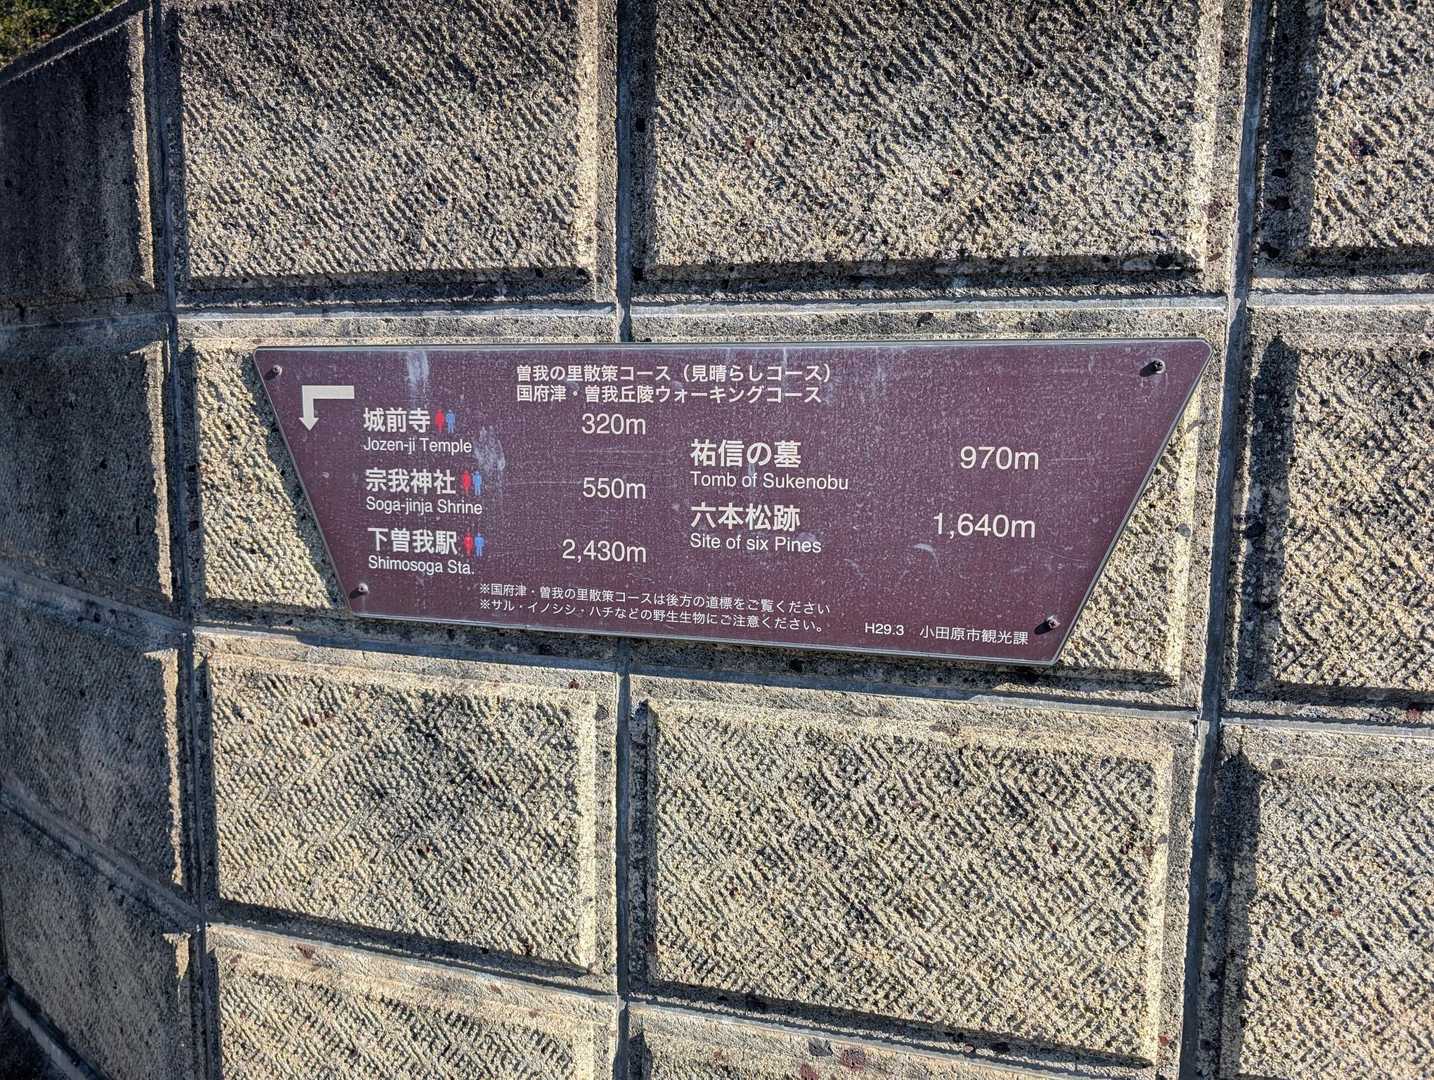 曽我の里散策コース（見晴らしコース）
国府津・曽我丘陵ウォーキングコース
城前寺 320m
Jozen-ji Temple
宗我神社 550m
Soga-jinja Shrine
下曽我駅 2,430m
Shimosoga Sta.
祐信の墓 970m
Tomb of Sukenobu
六本松跡 1,640m
Site of six Pines
※国府津・曽我の里散策コースは後方の道標をご覧ください
※サル・イノシシ・ハチなどの野生生物にご注意ください。
H29.3 小田原市観光課